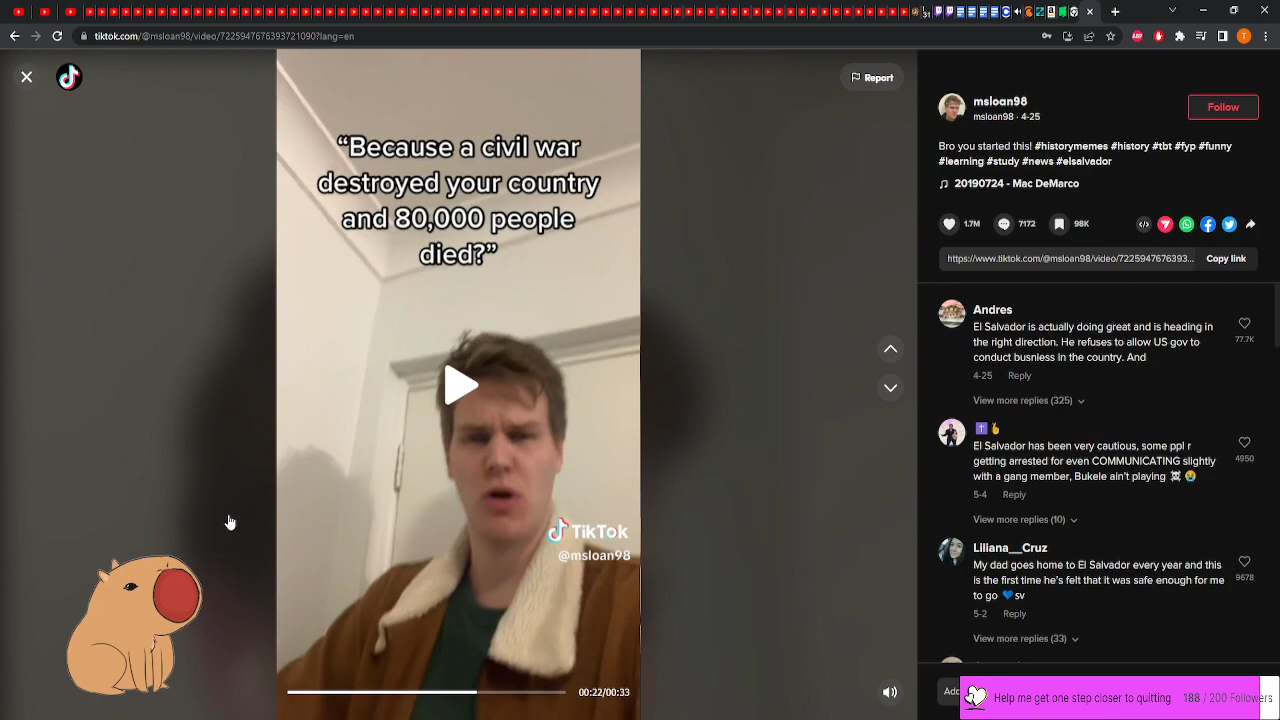 31
tiktok.com/@msloan98/video/7225947676393721090?lang=en
ABP
T
Report
“Because a civil war
destroyed your country
and 80,000 people
died?”
TikTok
@msloan98
00:22/00:33
msloan98
msloan98 · 4-25
Follow
Bro you started it #historymemes #history #tbt #fyp #funny
#learning #study #elsalvador
20190724 - Mac DeMarco
1.7M
7172
98K
https://www.tiktok.com/@msloan98/video/7225947676393...
Copy link
Andres
El Salvador is actually doing great and is heading in
the right direction. He refuses to allow US gov to
conduct busniess in the country. And
77.7K
4-25 Reply
View more replies (325)
El Salvador has been very cautious, some ppl r
getting arrested for even COMMUNICATING slightly
with a gang member, Bukele ain't playing ☠️😭
4950
5-4 Reply
View more replies (10)
Liliana___Cruz
My dad goes home to El Salvador every year and this
is the first time he's felt that it was safe enough for me
to go 💙sv
9678
5-2 Reply
View more replies (33)
Add
Help me get one step closer to quitting 188 / 200 Followers